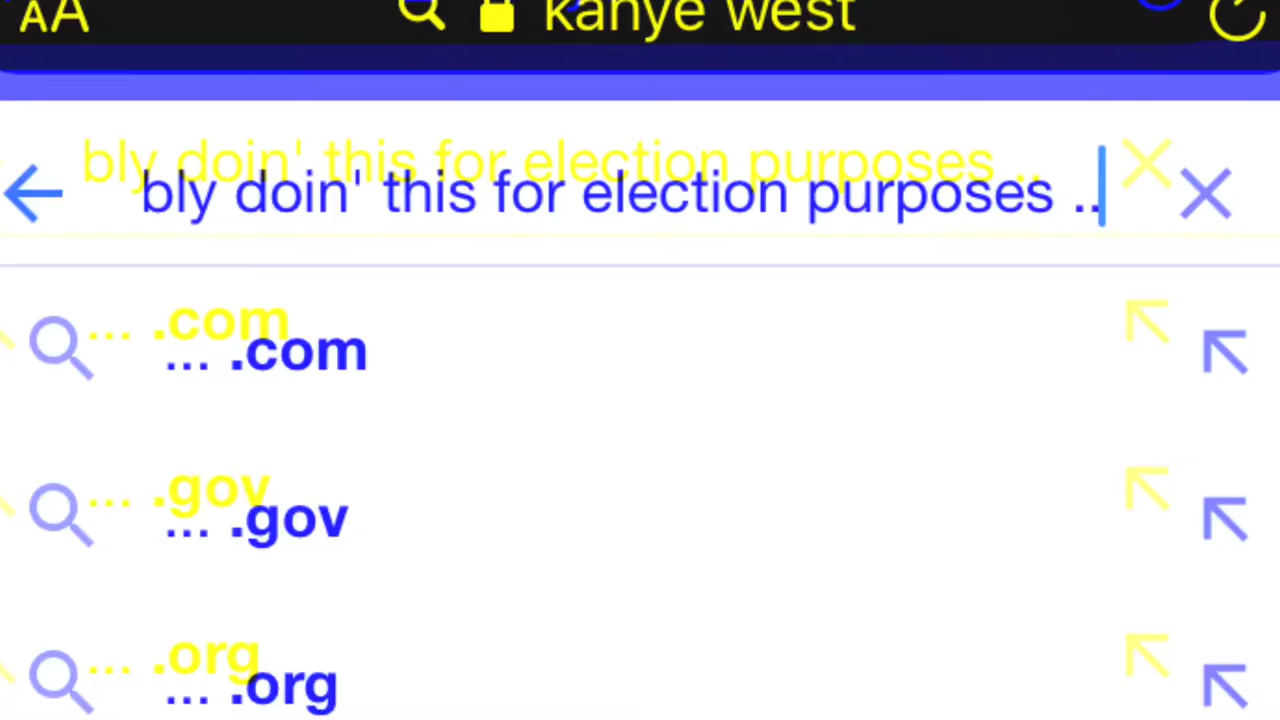 AA kanye west
bly doin' this for election purposes ..
bly doin' this for election purposes ..
... .com
... .com
... .gov
... .gov
... .org
... .org